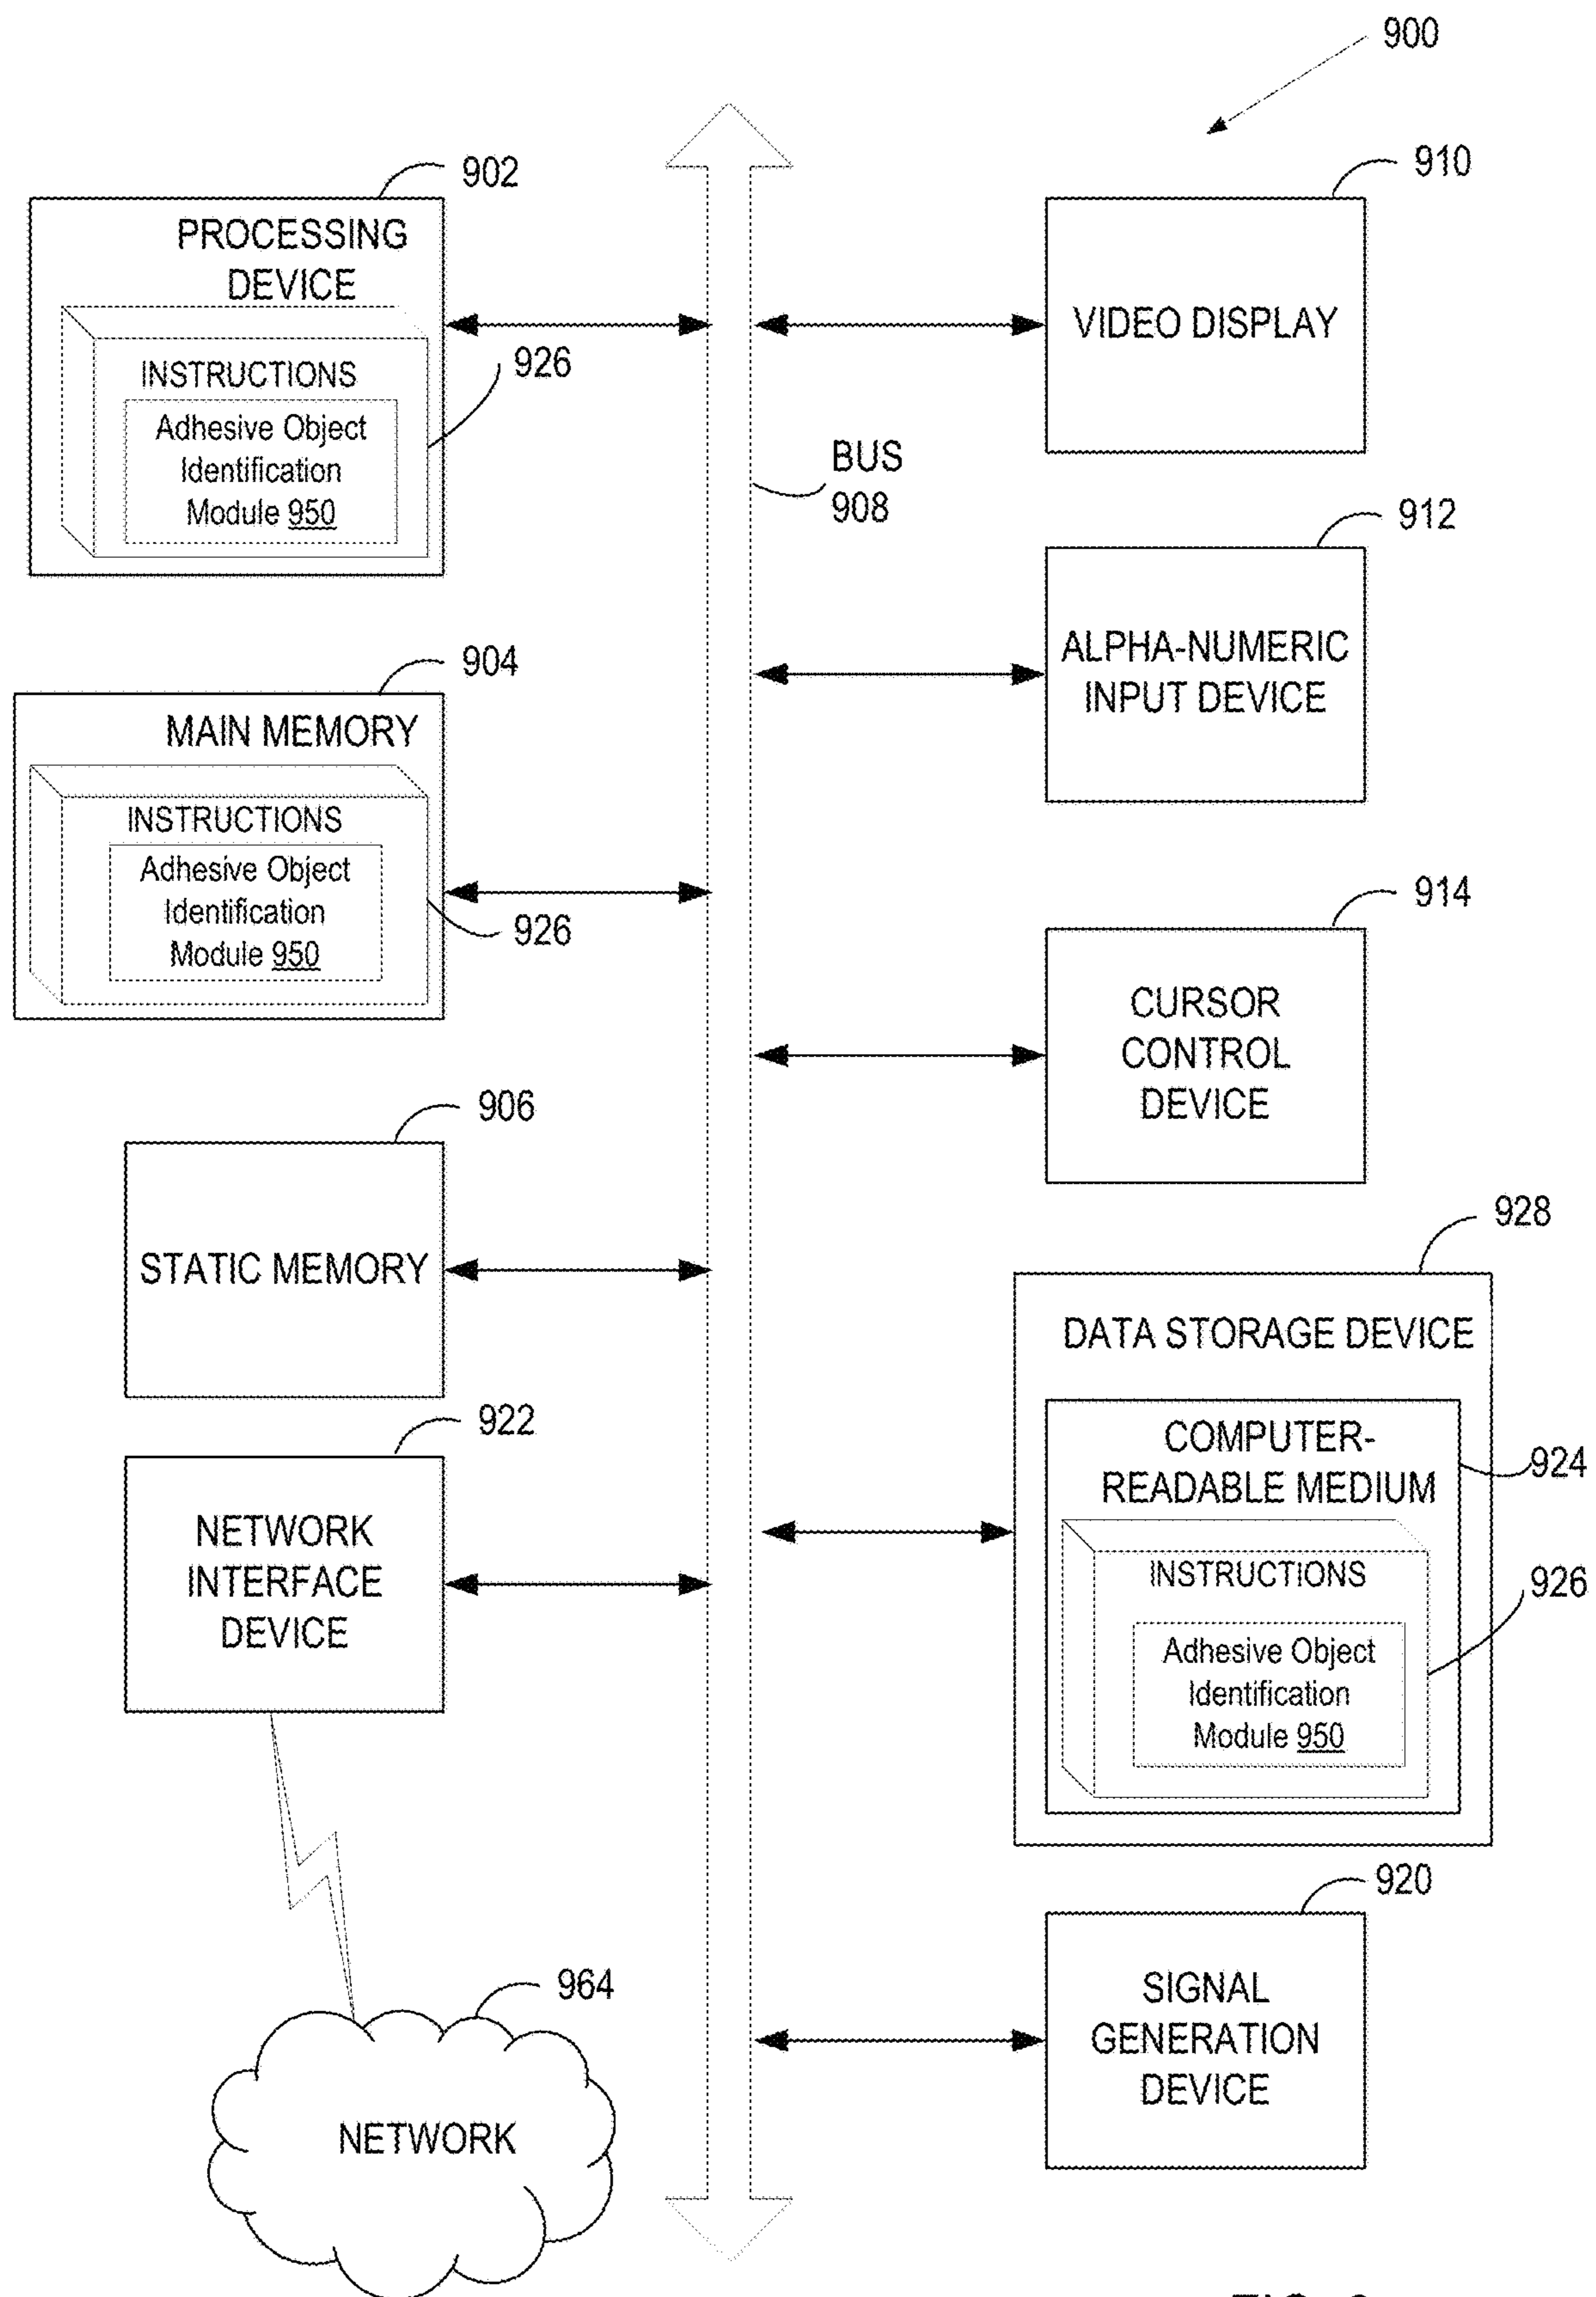 900
902
PROCESSING
DEVICE
INSTRUCTIONS
Adhesive Object
Identification
Module 950
926
904
MAIN MEMORY
INSTRUCTIONS
Adhesive Object
Identification
Module 950
926
906
STATIC MEMORY
922
NETWORK
INTERFACE
DEVICE
964
NETWORK
BUS
908
910
VIDEO DISPLAY
912
ALPHA-NUMERIC
INPUT DEVICE
914
CURSOR
CONTROL
DEVICE
928
DATA STORAGE DEVICE
COMPUTER-
READABLE MEDIUM
924
INSTRUCTIONS
926
Adhesive Object
Identification
Module 950
920
SIGNAL
GENERATION
DEVICE